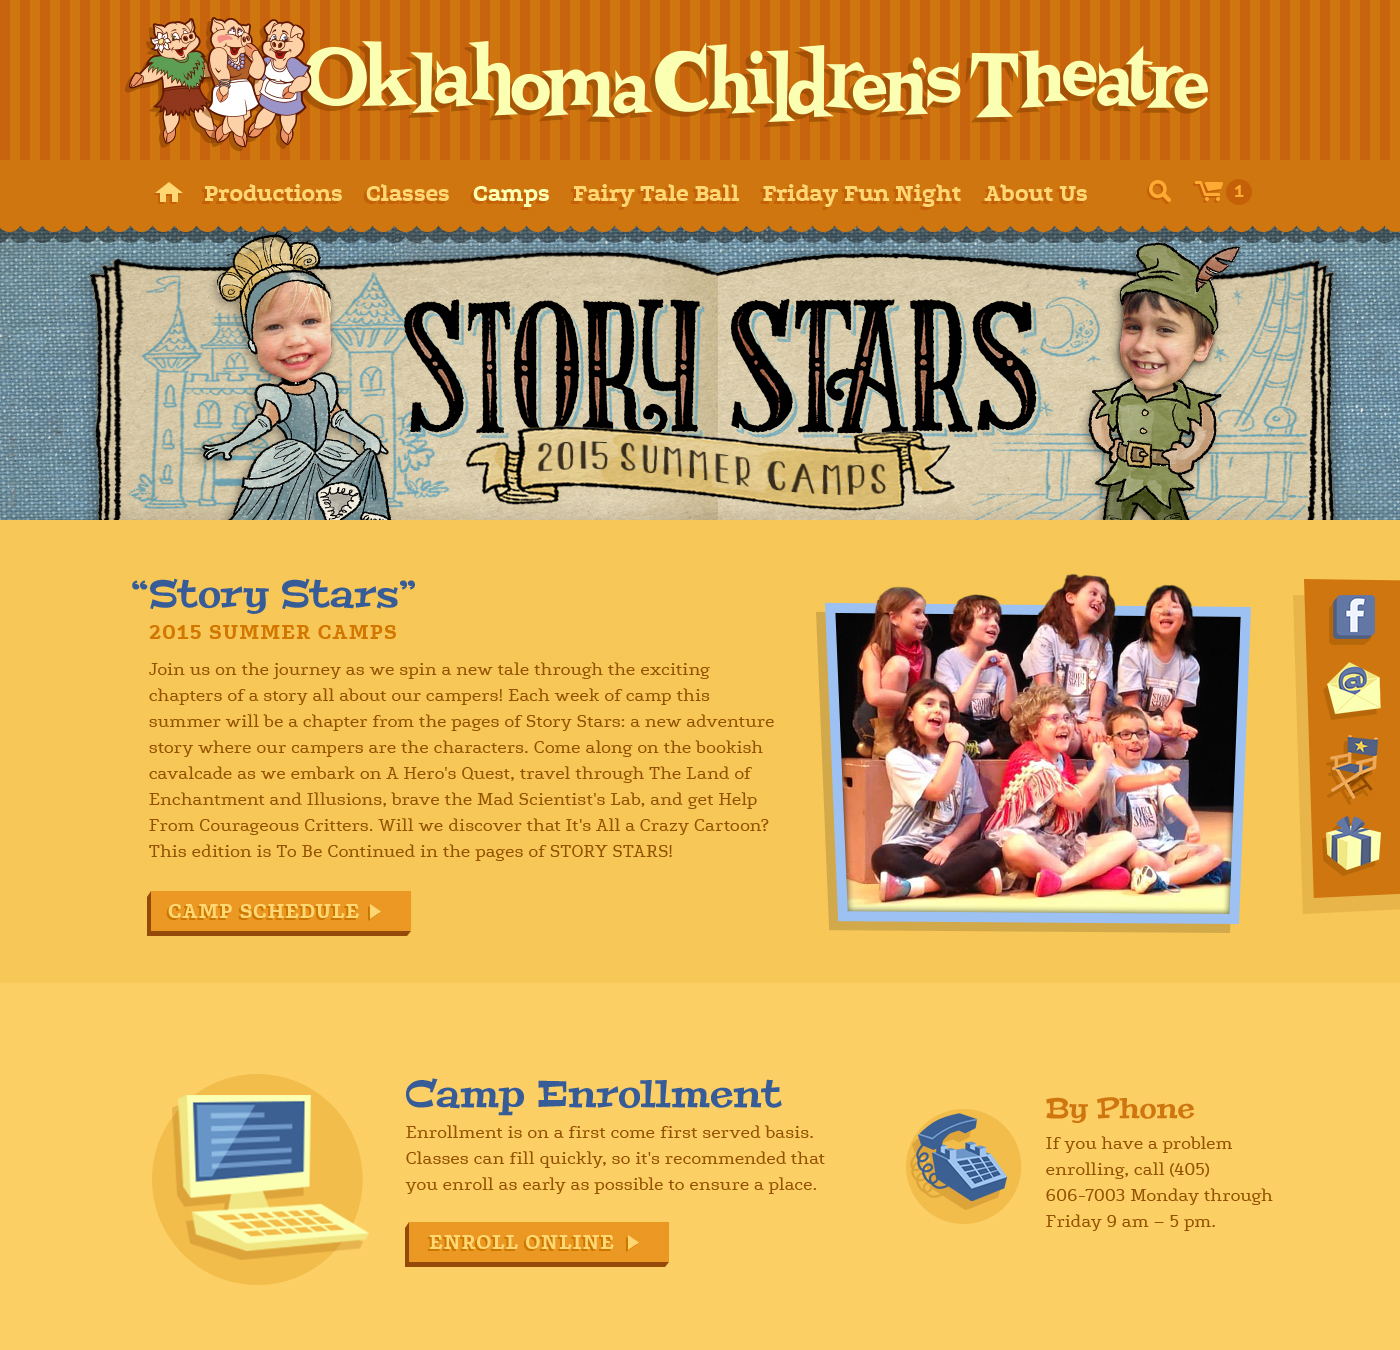 Oklahoma Children's Theatre
Productions Classes Camps Fairy Tale Ball Friday Fun Night About Us 1
STORY STARS
2015 SUMMER CAMPS
“Story Stars”
2015 SUMMER CAMPS
Join us on the journey as we spin a new tale through the exciting
chapters of a story all about our campers! Each week of camp this
summer will be a chapter from the pages of Story Stars: a new adventure
story where our campers are the characters. Come along on the bookish
cavalcade as we embark on A Hero's Quest, travel through The Land of
Enchantment and Illusions, brave the Mad Scientist's Lab, and get Help
From Courageous Critters. Will we discover that It's All a Crazy Cartoon?
This edition is To Be Continued in the pages of STORY STARS!
CAMP SCHEDULE
f
@
Camp Enrollment
Enrollment is on a first come first served basis.
Classes can fill quickly, so it's recommended that
you enroll as early as possible to ensure a place.
ENROLL ONLINE
By Phone
If you have a problem
enrolling, call (405)
606-7003 Monday through
Friday 9 am – 5 pm.